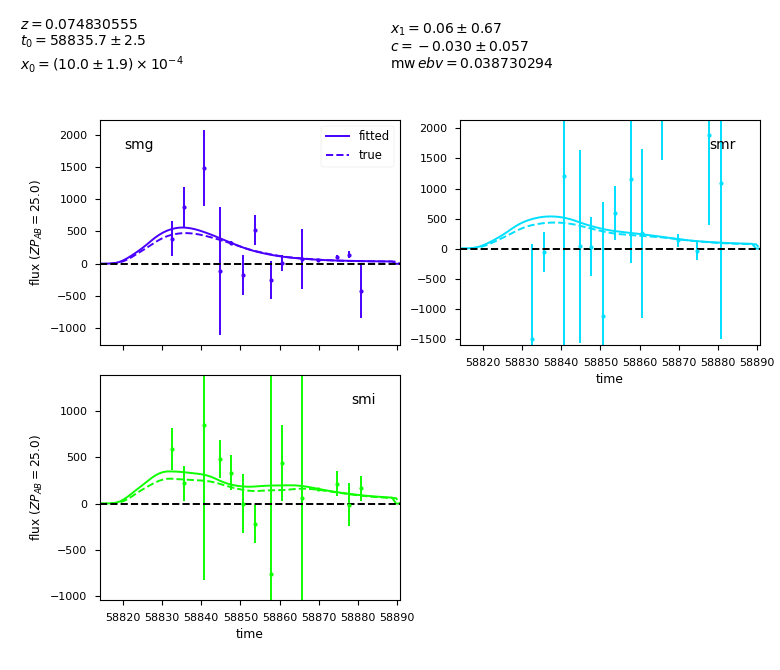 z = 0.074830555
t₀ = 58835.7 ± 2.5
x₀ = (10.0 ± 1.9) × 10⁻⁴
x₁ = 0.06 ± 0.67
c = −0.030 ± 0.057
mw ebv = 0.038730294
smg
fitted
true
2000
1500
1000
500
0
−500
−1000
flux (ZP_AB = 25.0)
smr
2000
1500
1000
500
0
−500
−1000
−1500
58820 58830 58840 58850 58860 58870 58880 58890
time
smi
1000
500
0
−500
−1000
flux (ZP_AB = 25.0)
58820 58830 58840 58850 58860 58870 58880 58890
time